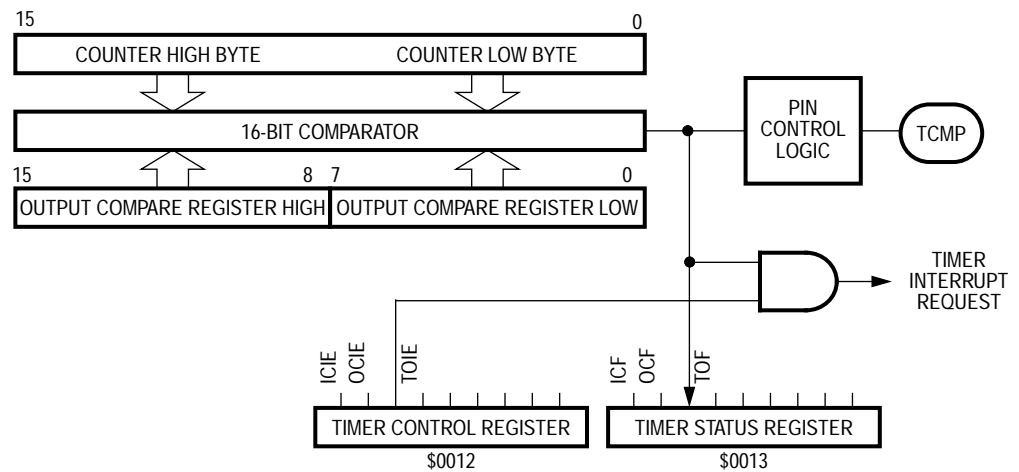 15 0
COUNTER HIGH BYTE COUNTER LOW BYTE
16-BIT COMPARATOR
PIN
CONTROL
LOGIC
TCMP
15 8 7 0
OUTPUT COMPARE REGISTER HIGH OUTPUT COMPARE REGISTER LOW
TIMER
INTERRUPT
REQUEST
ICIE
OCIE
TOIE
ICF
OCF
TOF
TIMER CONTROL REGISTER
$0012
TIMER STATUS REGISTER
$0013